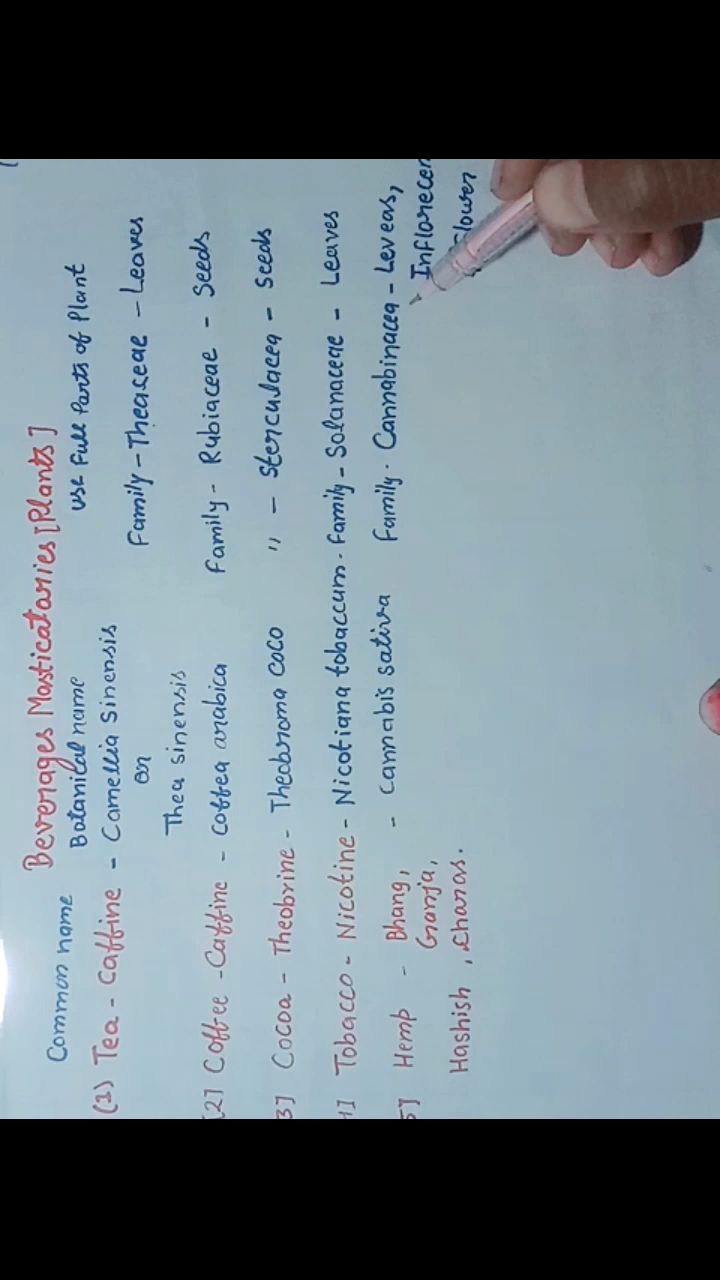 Beverages Masticatories [Plants]
Common name Botanical name Use Full Parts of Plant
(1) Tea - Caffine - Camellia Sinensis Family - Theaceae - Leaves
or
Thea sinensis
[2] Coffee - Caffine - coffea arabica Family - Rubiaceae - Seeds
3] Cocoa - Theobrine - Theobroma coco " - Sterculacea - seeds
Tobacco - Nicotine - Nicotiana tobaccum. Family - Solanaceae - Leaves
5] Hemp - Bhang, - cannabis sativa Family. Cannabinacea - Leveas,
Ganja, Inflorecen
Hashish, charas. flower